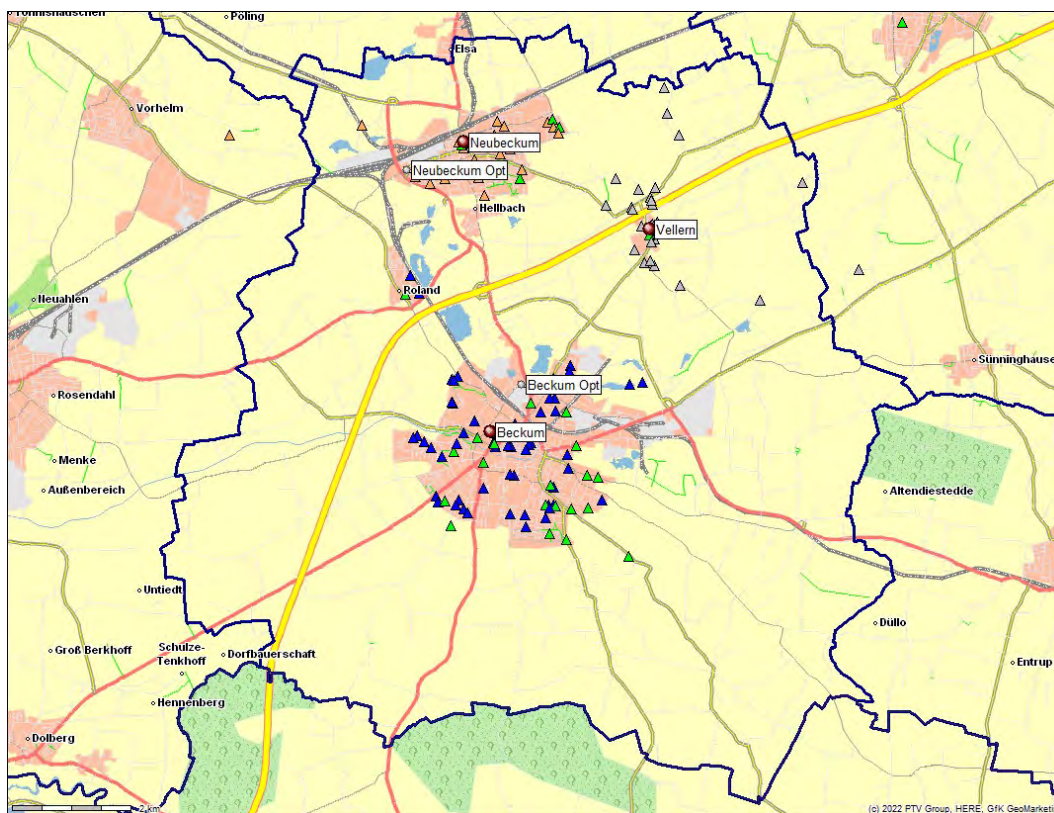 Tönnishäuschen
Pöling
Elsa
Vorhelm
Neubeckum
Neubeckum Opt
Hellbach
Vellern
Neuahlen
Roland
Sünninghause
Rosendahl
Beckum Opt
Beckum
Menke
Außenbereich
Altendiestedde
Untiedt
Düllo
Groß Berkhoff
Schulze-
Tenkhoff
Dorfbauerschaft
Entrup
Hennenberg
Dolberg
2 km
(c) 2022 PTV Group, HERE, GfK GeoMarketi